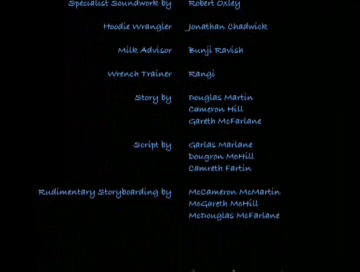 Specialist Soundwork by Robert Oxley
Hoodie Wrangler Jonathan Chadwick
Milk Advisor Bunji Ravish
Wrench Trainer Rangi
Story by Douglas Martin
Cameron Hill
Gareth McFarlane
Script by Garlas Marlane
Dougron McHill
Camreth Fartin
Rudimentary Storyboarding by McCameron McMartin
McGareth McHill
McDouglas McFarlane